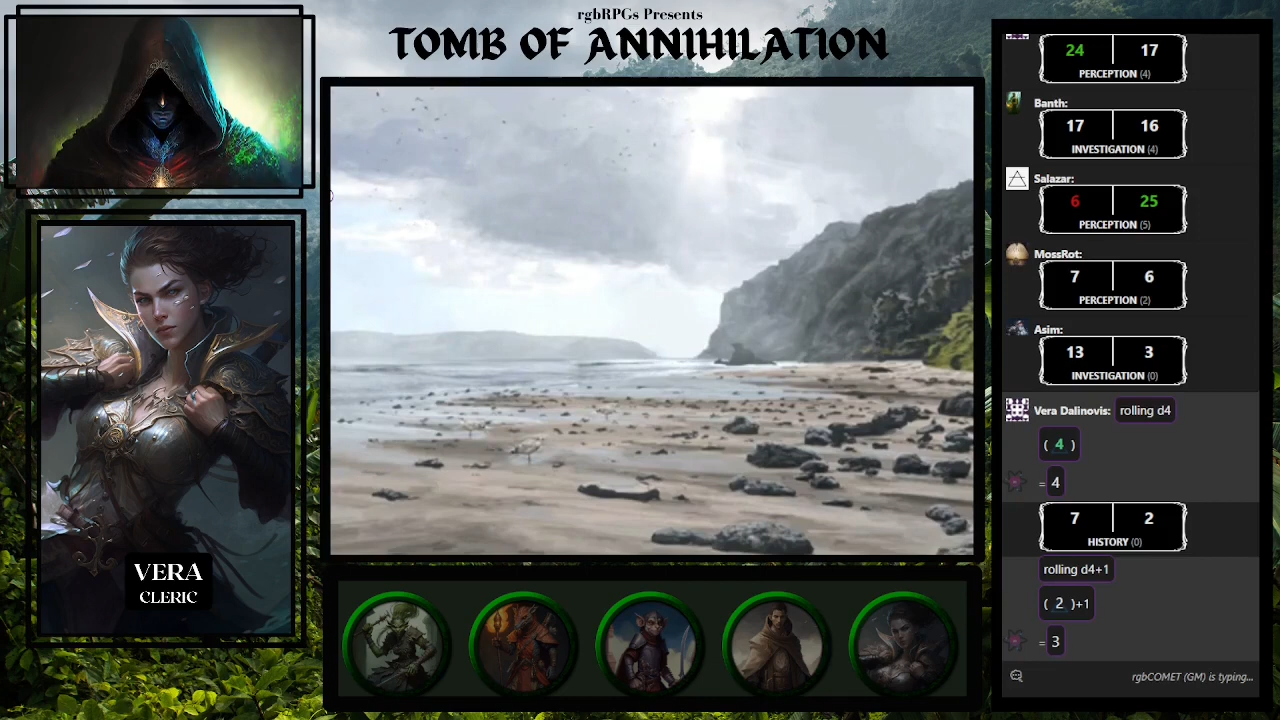 rgbRPGs Presents
TOMB OF ANNIHILATION
VERA
CLERIC
24 17
PERCEPTION (4)
Banth:
17 16
INVESTIGATION (4)
Salazar:
6 25
PERCEPTION (5)
MossRot:
7 6
PERCEPTION (2)
Asim:
13 3
INVESTIGATION (0)
Vera Dalinovis: rolling d4
( 4 )
= 4
7 2
HISTORY (0)
rolling d4+1
( 2 )+1
= 3
rgbCOMET (GM) is typing...